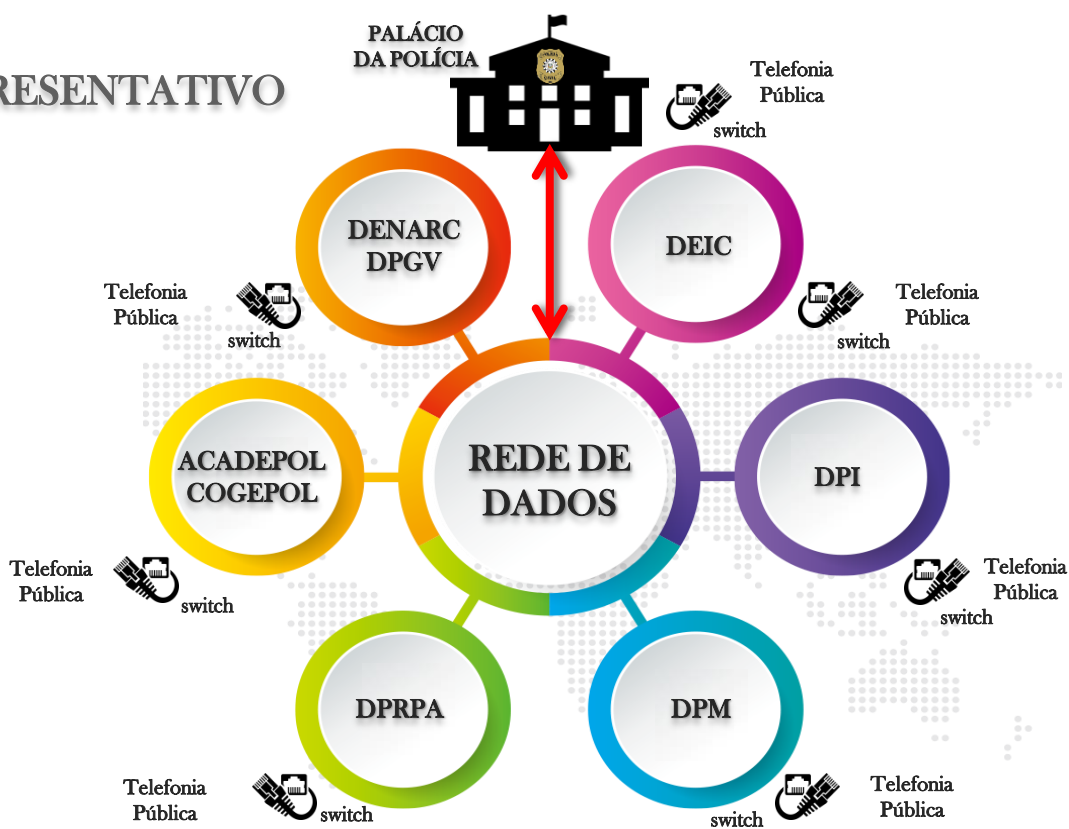 PALÁCIO
DA POLÍCIA
RESENTATIVO
Telefonia
Pública
switch
DENARC
DPGV
DEIC
Telefonia
Pública
switch
Telefonia
Pública
switch
REDE DE
DADOS
ACADEPOL
COGEPOL
DPI
Telefonia
Pública
switch
Telefonia
Pública
switch
DPRPA
DPM
Telefonia
Pública
switch
Telefonia
Pública
switch